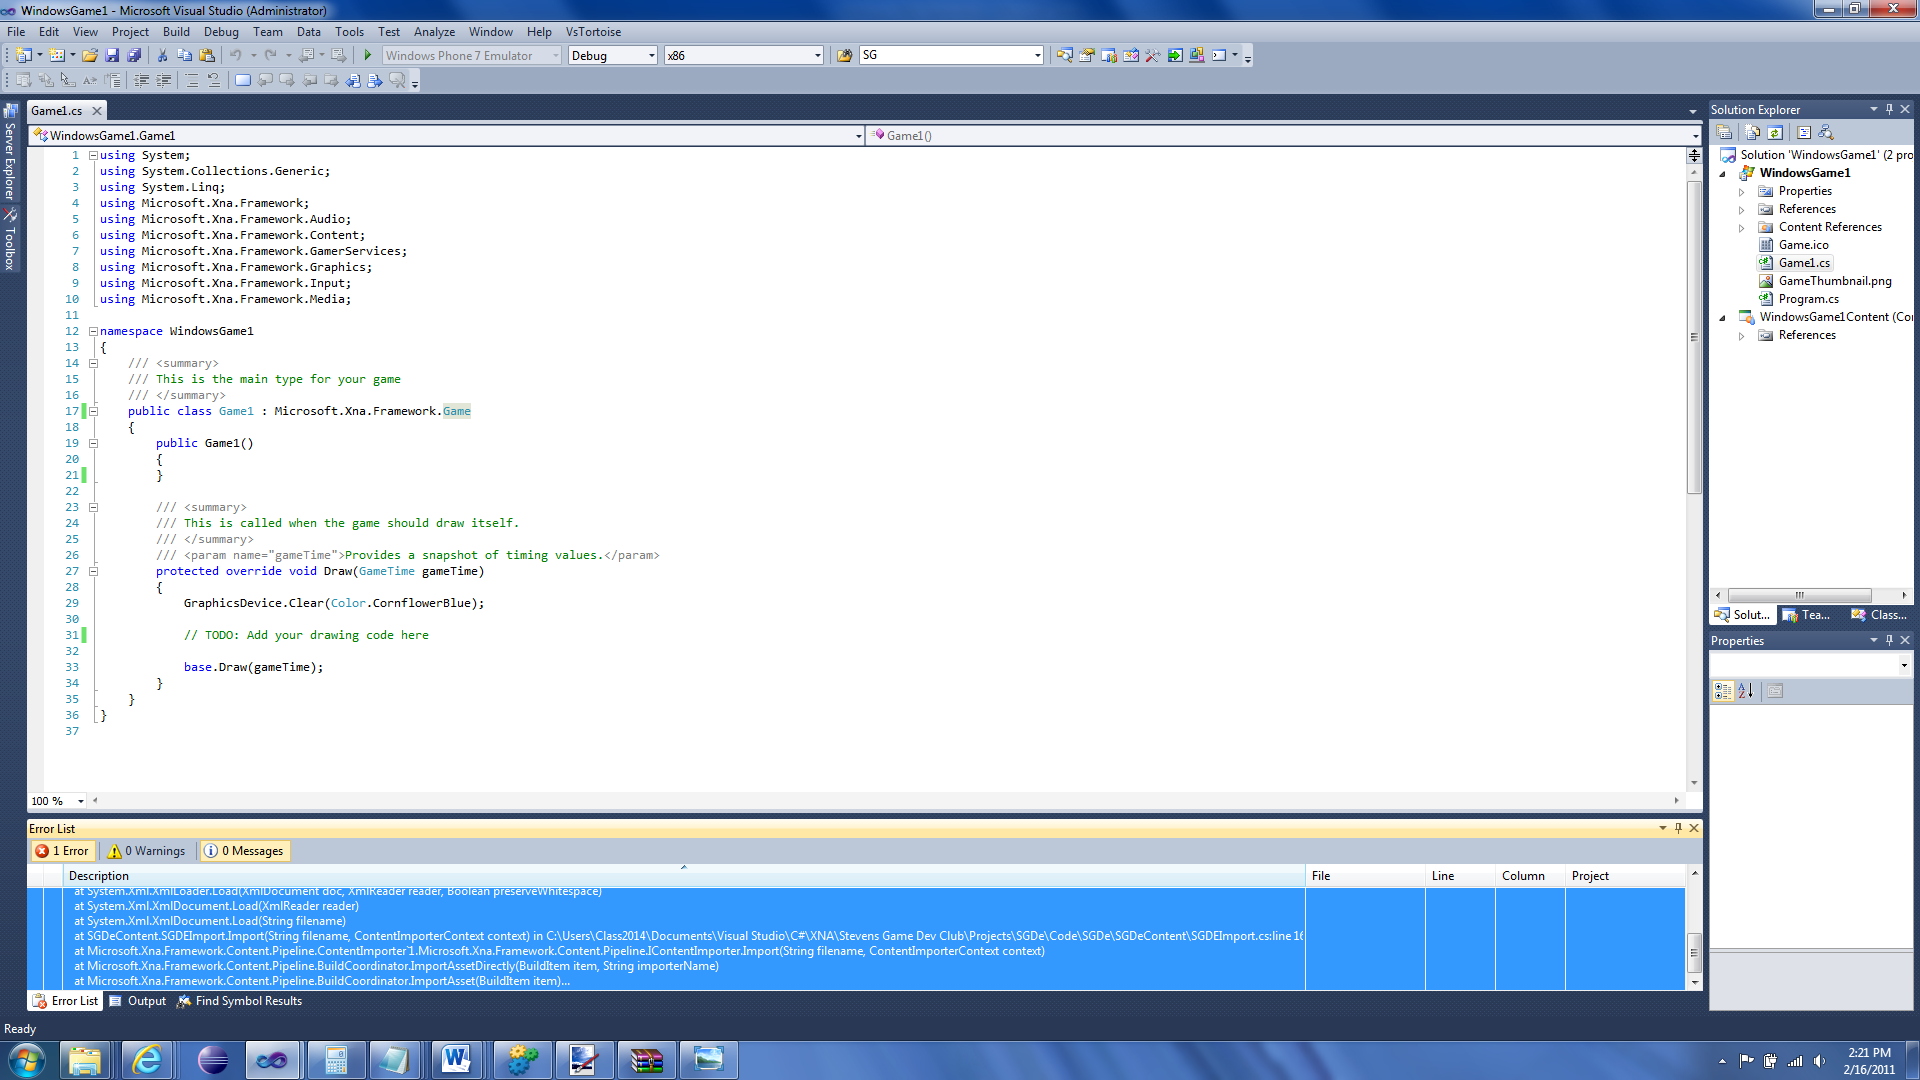 WindowsGame1 - Microsoft Visual Studio (Administrator)
File Edit View Project Build Debug Team Data Tools Test Analyze Window Help VsTortoise
Windows Phone 7 Emulator Debug x86 SG
Server Explorer
Toolbox
Game1.cs
WindowsGame1.Game1 Game1()
1 using System;
2 using System.Collections.Generic;
3 using System.Linq;
4 using Microsoft.Xna.Framework;
5 using Microsoft.Xna.Framework.Audio;
6 using Microsoft.Xna.Framework.Content;
7 using Microsoft.Xna.Framework.GamerServices;
8 using Microsoft.Xna.Framework.Graphics;
9 using Microsoft.Xna.Framework.Input;
10 using Microsoft.Xna.Framework.Media;
11
12 namespace WindowsGame1
13 {
14 /// <summary>
15 /// This is the main type for your game
16 /// </summary>
17 public class Game1 : Microsoft.Xna.Framework.Game
18 {
19 public Game1()
20 {
21 }
22
23 /// <summary>
24 /// This is called when the game should draw itself.
25 /// </summary>
26 /// <param name="gameTime">Provides a snapshot of timing values.</param>
27 protected override void Draw(GameTime gameTime)
28 {
29 GraphicsDevice.Clear(Color.CornflowerBlue);
30
31 // TODO: Add your drawing code here
32
33 base.Draw(gameTime);
34 }
35 }
36 }
37
100 %
Solution Explorer
Solution 'WindowsGame1' (2 pro
WindowsGame1
Properties
References
Content References
Game.ico
Game1.cs
GameThumbnail.png
Program.cs
WindowsGame1Content (Co
References
Solut... Tea... Class...
Properties
Error List
1 Error 0 Warnings 0 Messages
Description File Line Column Project
at System.Xml.XmlLoader.Load(XmlDocument doc, XmlReader reader, Boolean preserveWhitespace)
at System.Xml.XmlDocument.Load(XmlReader reader)
at System.Xml.XmlDocument.Load(String filename)
at SGDeContent.SGDEImport.Import(String filename, ContentImporterContext context) in C:\Users\Class2014\Documents\Visual Studio\C#\XNA\Stevens Game Dev Club\Projects\SGDe\Code\SGDe\SGDeContent\SGDEImport.cs:line 16
at Microsoft.Xna.Framework.Content.Pipeline.ContentImporter`1.Microsoft.Xna.Framework.Content.Pipeline.IContentImporter.Import(String filename, ContentImporterContext context)
at Microsoft.Xna.Framework.Content.Pipeline.BuildCoordinator.ImportAssetDirectly(BuildItem item, String importerName)
at Microsoft.Xna.Framework.Content.Pipeline.BuildCoordinator.ImportAsset(BuildItem item)...
Error List Output Find Symbol Results
Ready
2:21 PM
2/16/2011